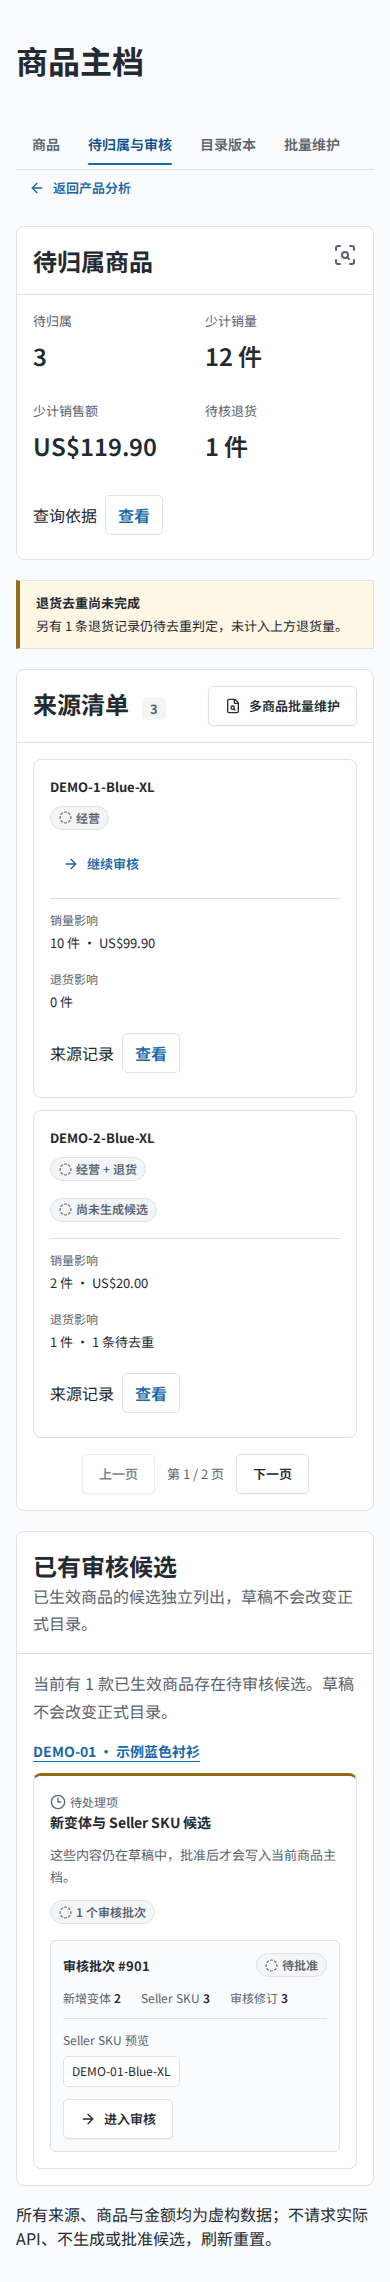 商品主档
商品 待归属与审核 目录版本 批量维护
返回产品分析
待归属商品
待归属 少计销量
3 12 件
少计销售额 待核退货
US$119.90 1 件
查询依据 查看
退货去重尚未完成
另有 1 条退货记录仍待去重判定，未计入上方退货量。
来源清单 3 多商品批量维护
DEMO-1-Blue-XL
经营
继续审核
销量影响
10 件 · US$99.90
退货影响
0 件
来源记录 查看
DEMO-2-Blue-XL
经营 + 退货
尚未生成候选
销量影响
2 件 · US$20.00
退货影响
1 件 · 1 条待去重
来源记录 查看
上一页 第 1 / 2 页 下一页
已有审核候选
已生效商品的候选独立列出，草稿不会改变正
式目录。
当前有 1 款已生效商品存在待审核候选。草稿
不会改变正式目录。
DEMO-01 · 示例蓝色衬衫
待处理项
新变体与 Seller SKU 候选
这些内容仍在草稿中，批准后才会写入当前商品主
档。
1 个审核批次
审核批次 #901 待批准
新增变体 2 Seller SKU 3 审核修订 3
Seller SKU 预览
DEMO-01-Blue-XL
进入审核
所有来源、商品与金额均为虚构数据；不请求实际
API、不生成或批准候选，刷新重置。